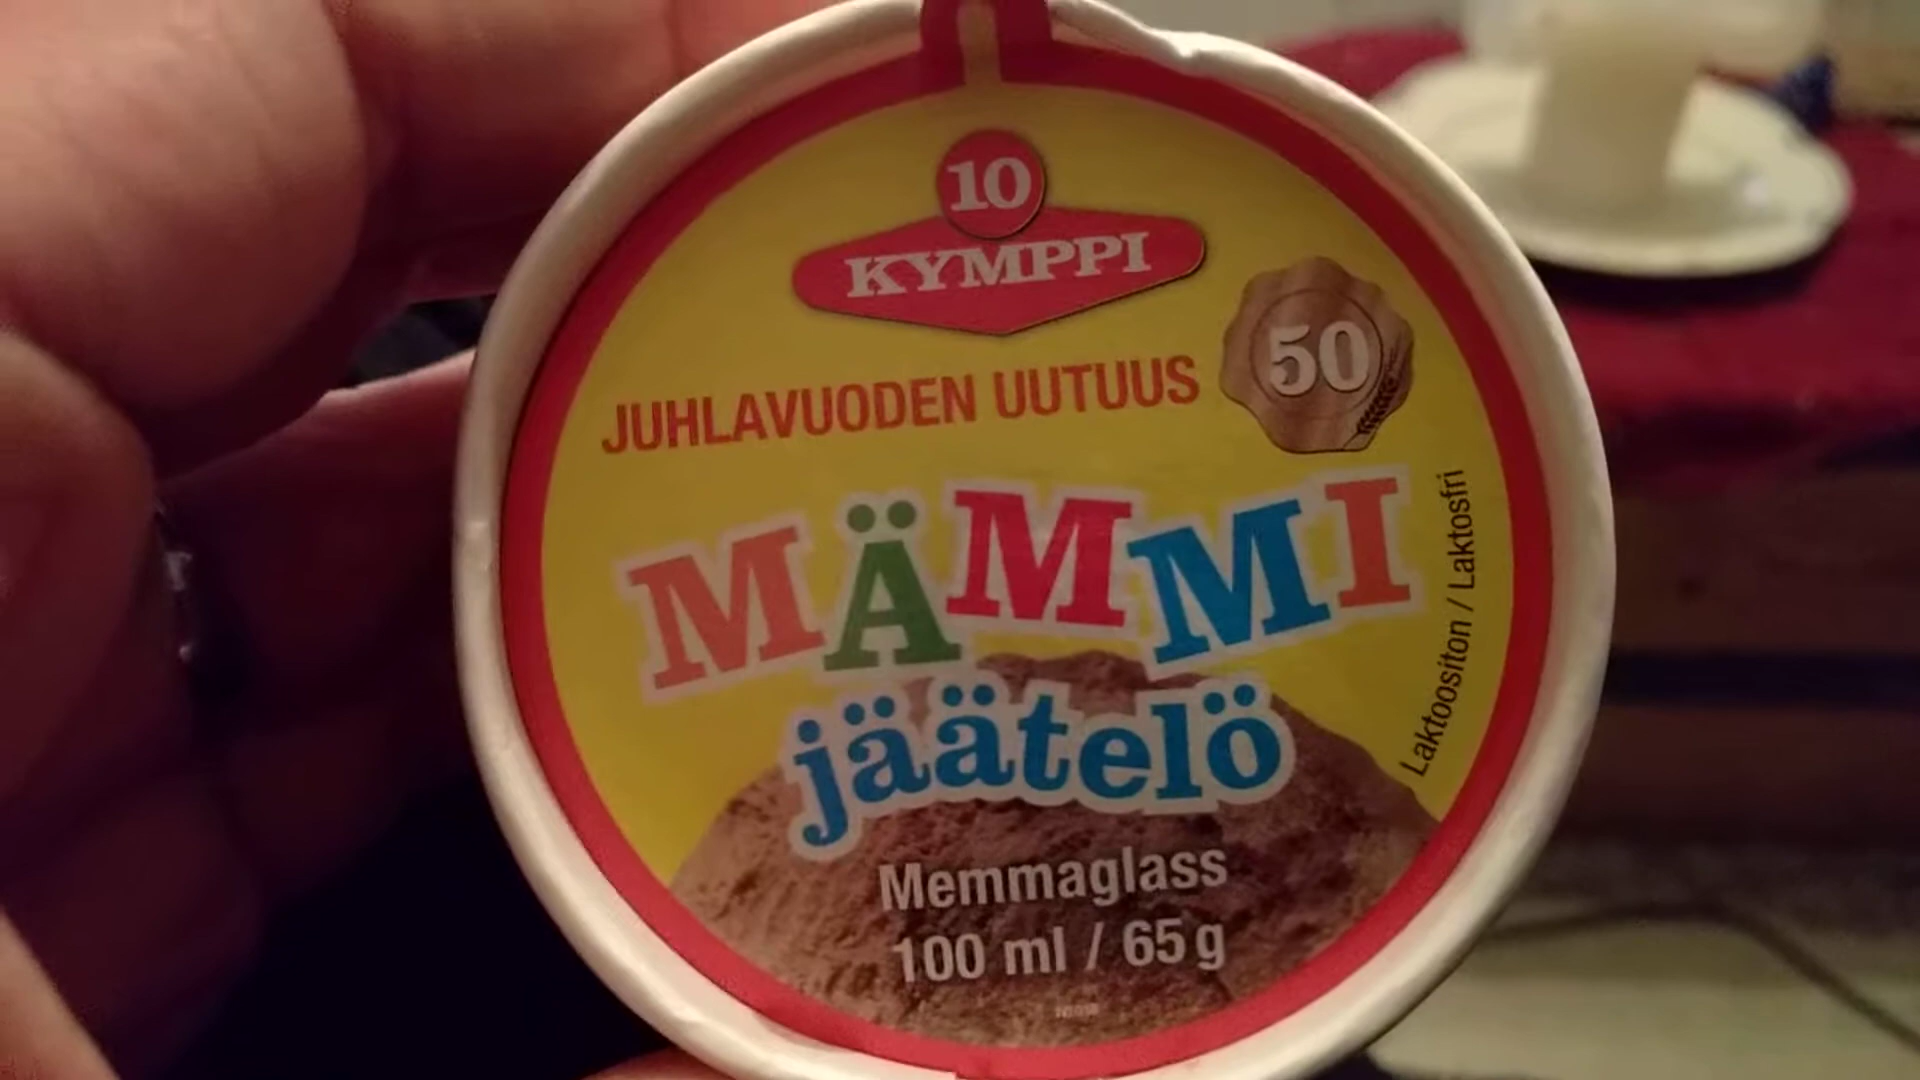 10
KYMPPI
50
JUHLAVUODEN UUTUUS
MÄMMI
jäätelö
Laktoositon / Laktosfri
Memmaglass
100 ml / 65 g